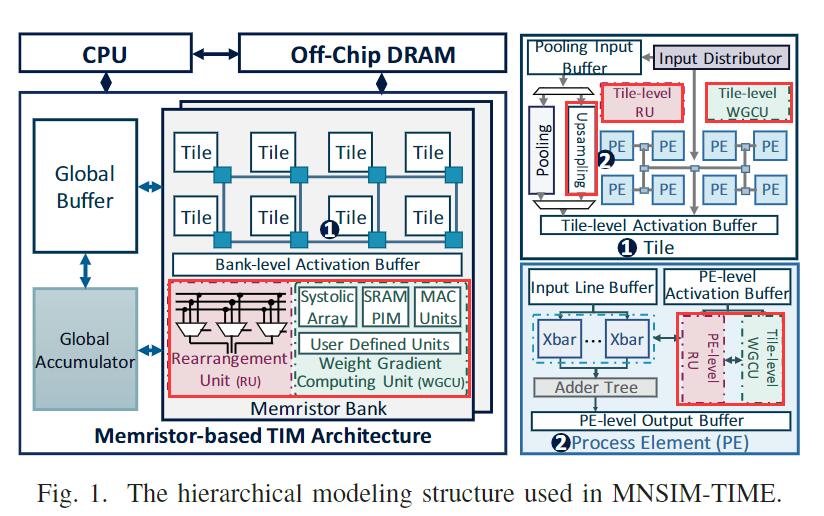 CPU
Off-Chip DRAM
Global
Buffer
Global
Accumulator
Tile
Tile
Tile
Tile
Tile
Tile
Tile
Tile
1
Bank-level Activation Buffer
Rearrangement
Unit (RU)
Systolic
Array
SRAM
PIM
MAC
Units
User Defined Units
Weight Gradient
Computing Unit (WGCU)
Memristor Bank
Memristor-based TIM Architecture
Pooling Input
Buffer
Input Distributor
Tile-level
RU
Tile-level
WGCU
Pooling
Upsampling
2
PE
PE
PE
PE
PE
PE
PE
PE
Tile-level Activation Buffer
1 Tile
Input Line Buffer
PE-level
Activation Buffer
Xbar
...
Xbar
PE-level
RU
Tile-level
WGCU
Adder Tree
PE-level Output Buffer
2 Process Element (PE)
Fig. 1. The hierarchical modeling structure used in MNSIM-TIME.